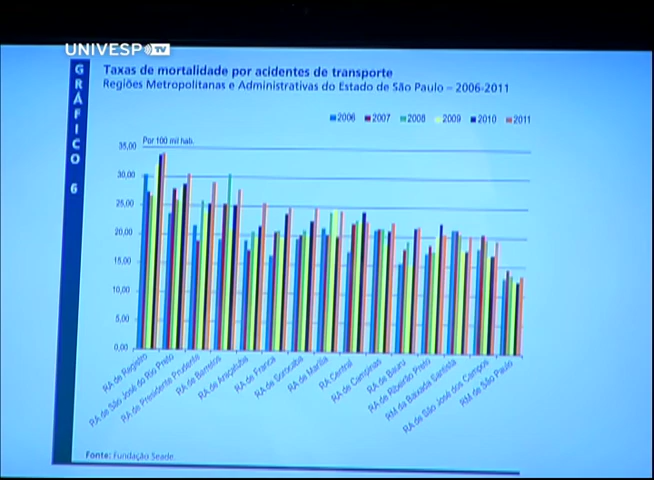 UNIVESP TV
GRÁFICO 6
Taxas de mortalidade por acidentes de transporte
Regiões Metropolitanas e Administrativas do Estado de São Paulo – 2006-2011
2006 2007 2008 2009 2010 2011
Por 100 mil hab.
35,00
30,00
25,00
20,00
15,00
10,00
5,00
0,00
RA de Registro
RA de São José do Rio Preto
RA de Presidente Prudente
RA de Barretos
RA de Araçatuba
RA de Franca
RA de Sorocaba
RA de Marília
RA Central
RA de Campinas
RA de Bauru
RA de Ribeirão Preto
RM da Baixada Santista
RA de São José dos Campos
RM de São Paulo
Fonte: Fundação Seade.